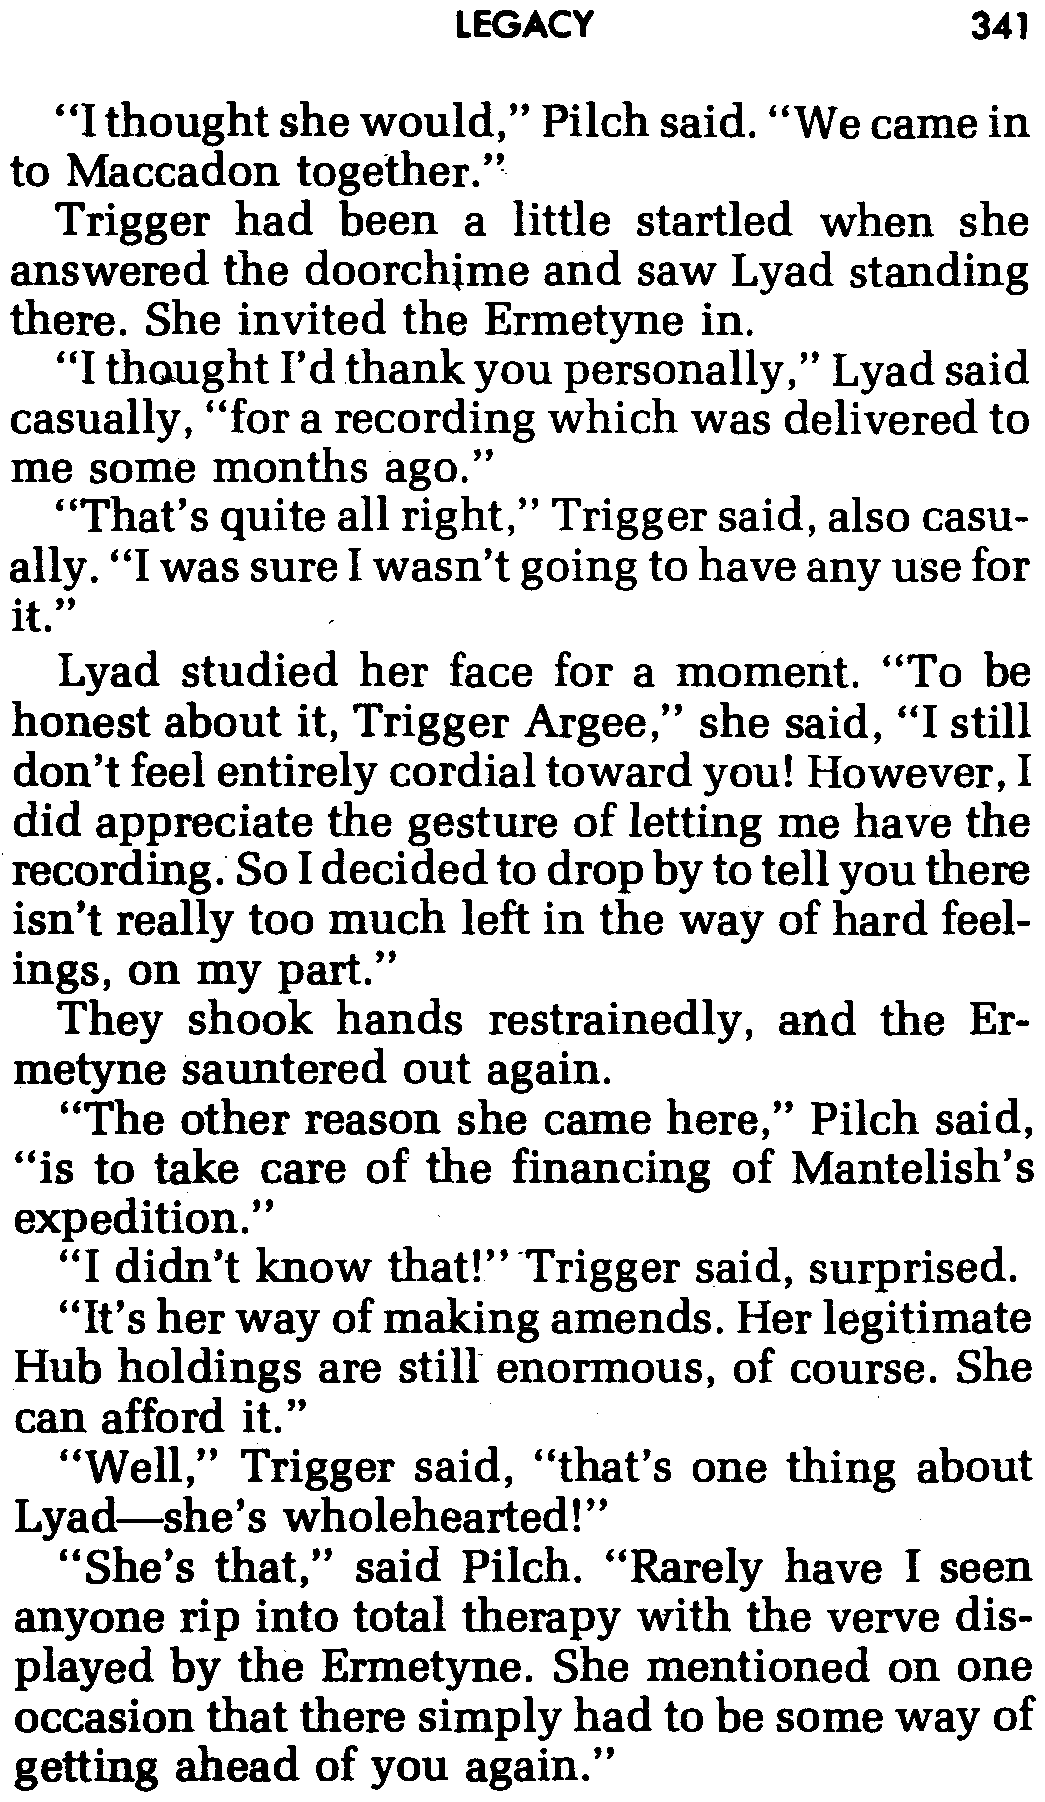 LEGACY 341
“I thought she would,” Pilch said. “We came in
to Maccadon together.”
Trigger had been a little startled when she
answered the doorchime and saw Lyad standing
there. She invited the Ermetyne in.
“I thought I’d thank you personally,” Lyad said
casually, “for a recording which was delivered to
me some months ago.”
“That’s quite all right,” Trigger said, also casu-
ally. “I was sure I wasn’t going to have any use for
it.”
Lyad studied her face for a moment. “To be
honest about it, Trigger Argee,” she said, “I still
don’t feel entirely cordial toward you! However, I
did appreciate the gesture of letting me have the
recording. So I decided to drop by to tell you there
isn’t really too much left in the way of hard feel-
ings, on my part.”
They shook hands restrainedly, and the Er-
metyne sauntered out again.
“The other reason she came here,” Pilch said,
“is to take care of the financing of Mantelish’s
expedition.”
“I didn’t know that!” Trigger said, surprised.
“It’s her way of making amends. Her legitimate
Hub holdings are still enormous, of course. She
can afford it.”
“Well,” Trigger said, “that’s one thing about
Lyad—she’s wholehearted!”
“She’s that,” said Pilch. “Rarely have I seen
anyone rip into total therapy with the verve dis-
played by the Ermetyne. She mentioned on one
occasion that there simply had to be some way of
getting ahead of you again.”